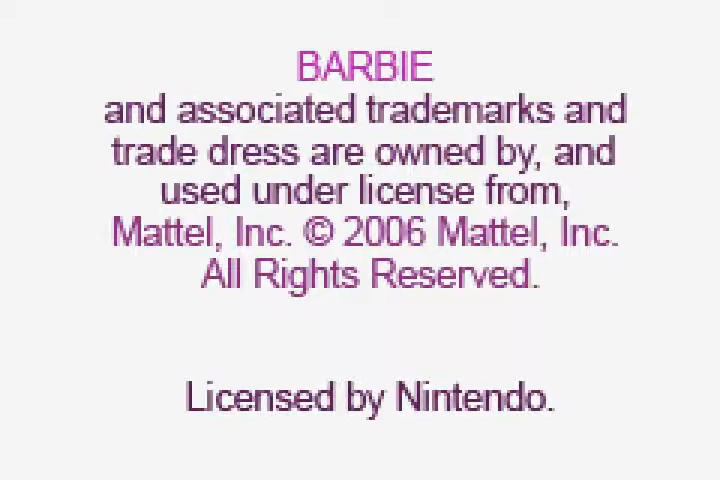 BARBIE
and associated trademarks and
trade dress are owned by, and
used under license from,
Mattel, Inc. © 2006 Mattel, Inc.
All Rights Reserved.
Licensed by Nintendo.